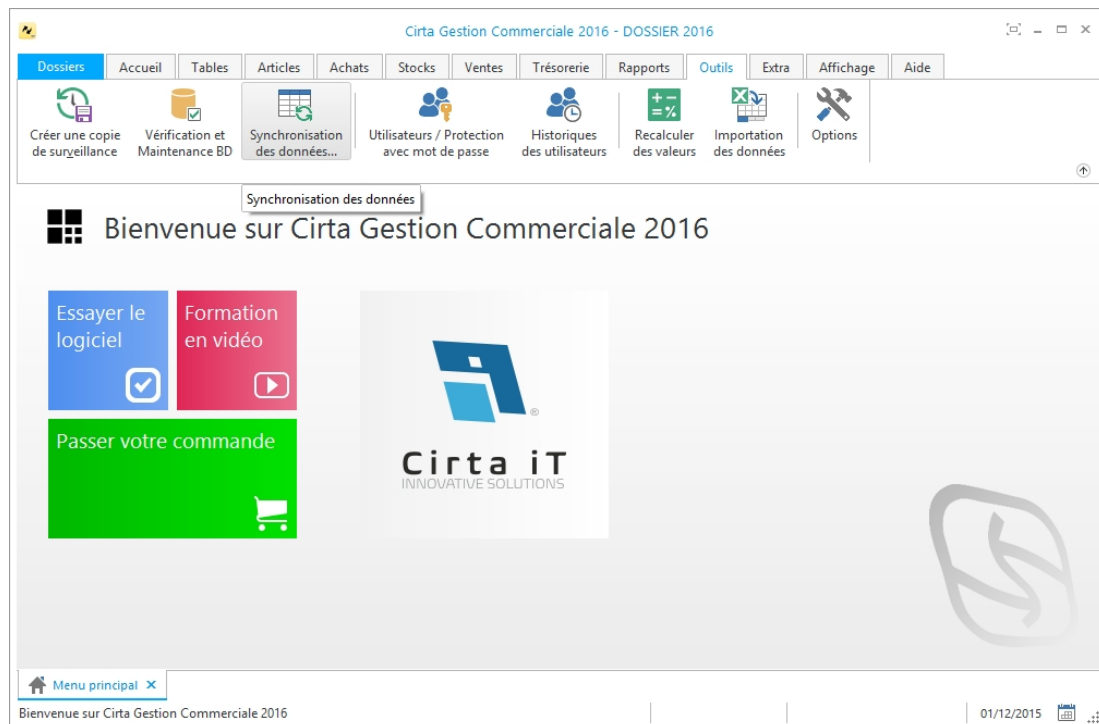 Cirta Gestion Commerciale 2016 - DOSSIER 2016
Dossiers Accueil Tables Articles Achats Stocks Ventes Trésorerie Rapports Outils Extra Affichage Aide
Créer une copie Vérification et Synchronisation Utilisateurs / Protection Historiques Recalculer Importation Options
de surveillance Maintenance BD des données... avec mot de passe des utilisateurs des valeurs des données
Synchronisation des données
Bienvenue sur Cirta Gestion Commerciale 2016
Essayer le Formation
logiciel en vidéo
Passer votre commande
®
Cirta iT
INNOVATIVE SOLUTIONS
Menu principal
Bienvenue sur Cirta Gestion Commerciale 2016 01/12/2015